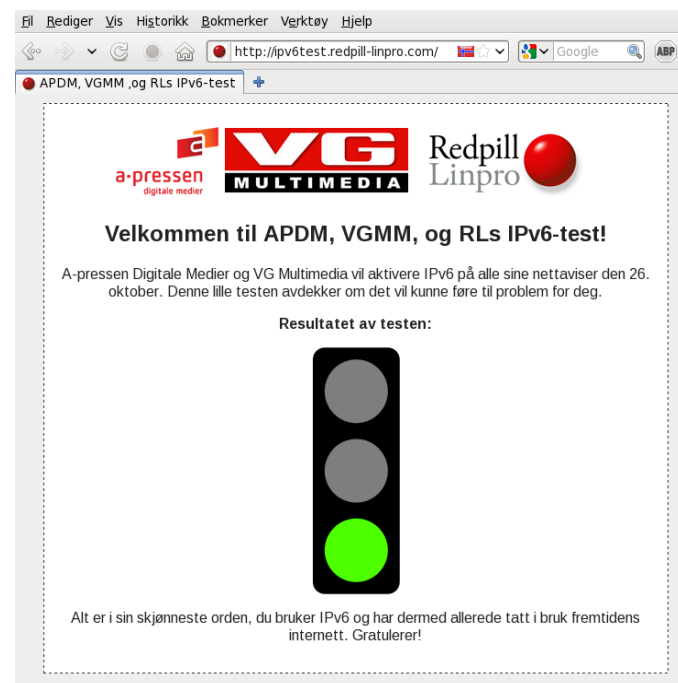 Fil Rediger Vis Historikk Bokmerker Verktøy Hjelp
http://ipv6test.redpill-linpro.com/ Google ABP
APDM, VGMM ,og RLs IPv6-test
a-pressen
digitale medier
VG
MULTIMEDIA
Redpill
Linpro
Velkommen til APDM, VGMM, og RLs IPv6-test!
A-pressen Digitale Medier og VG Multimedia vil aktivere IPv6 på alle sine nettaviser den 26.
oktober. Denne lille testen avdekker om det vil kunne føre til problem for deg.
Resultatet av testen:
Alt er i sin skjønneste orden, du bruker IPv6 og har dermed allerede tatt i bruk fremtidens
internett. Gratulerer!